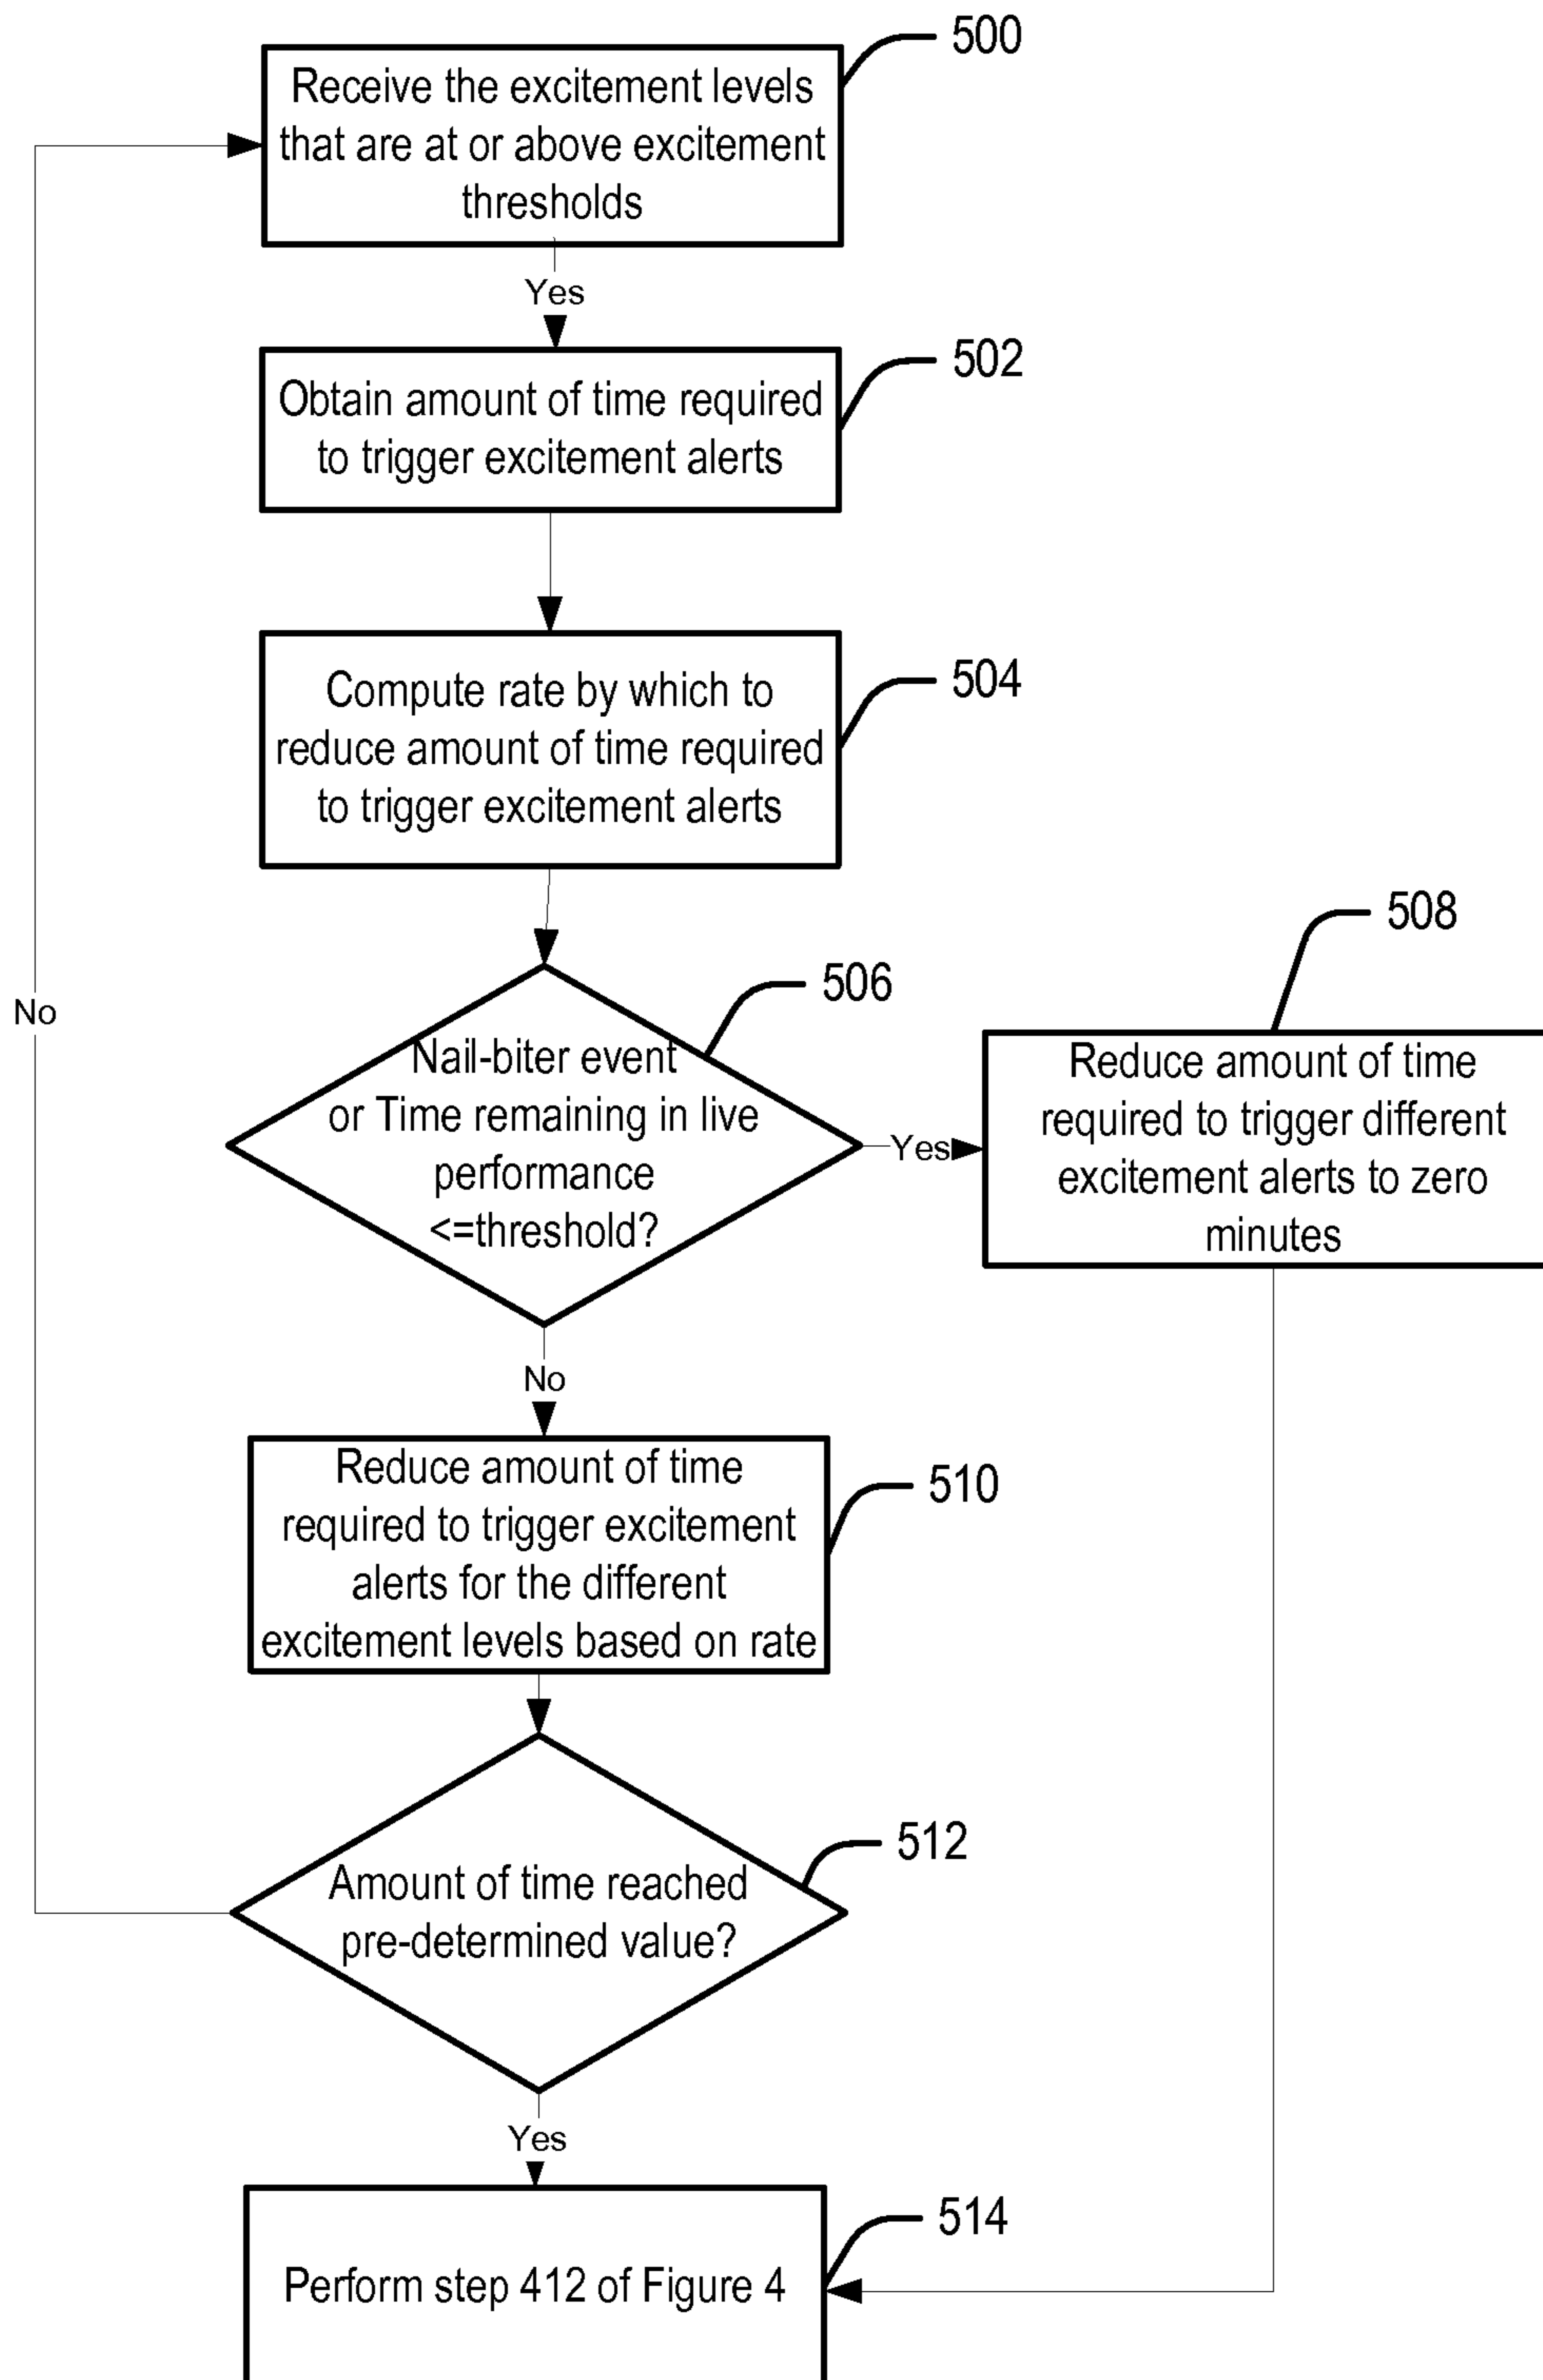 500
Receive the excitement levels
that are at or above excitement
thresholds
Yes
502
Obtain amount of time required
to trigger excitement alerts
504
Compute rate by which to
reduce amount of time required
to trigger excitement alerts
506
Nail-biter event
or Time remaining in live
performance
<=threshold?
Yes
508
Reduce amount of time
required to trigger different
excitement alerts to zero
minutes
No
No
510
Reduce amount of time
required to trigger excitement
alerts for the different
excitement levels based on rate
512
Amount of time reached
pre-determined value?
Yes
514
Perform step 412 of Figure 4